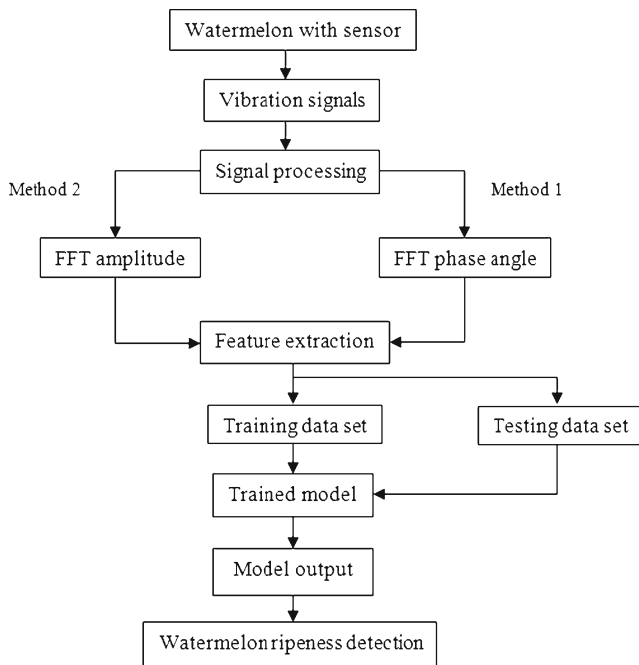 Watermelon with sensor
Vibration signals
Signal processing
Method 2
Method 1
FFT amplitude
FFT phase angle
Feature extraction
Training data set
Testing data set
Trained model
Model output
Watermelon ripeness detection